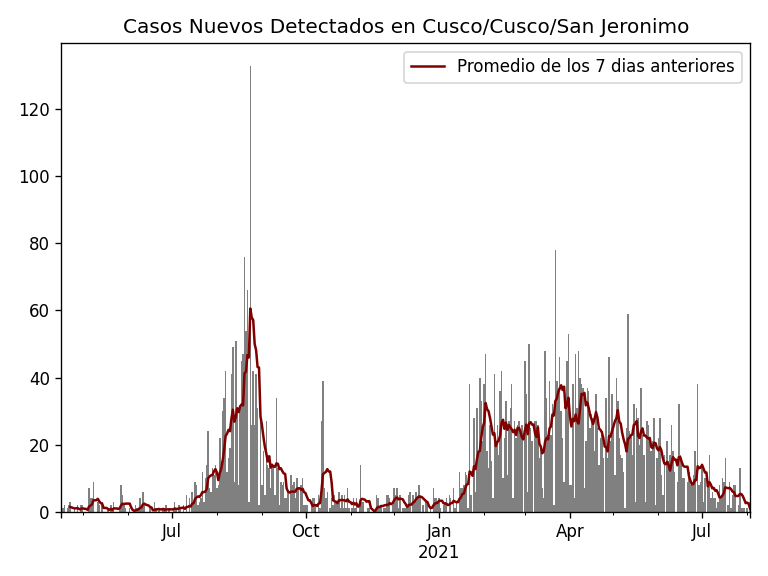 Casos Nuevos Detectados en Cusco/Cusco/San Jeronimo
Promedio de los 7 dias anteriores
120
100
80
60
40
20
0
Jul
Oct
Jan
2021
Apr
Jul